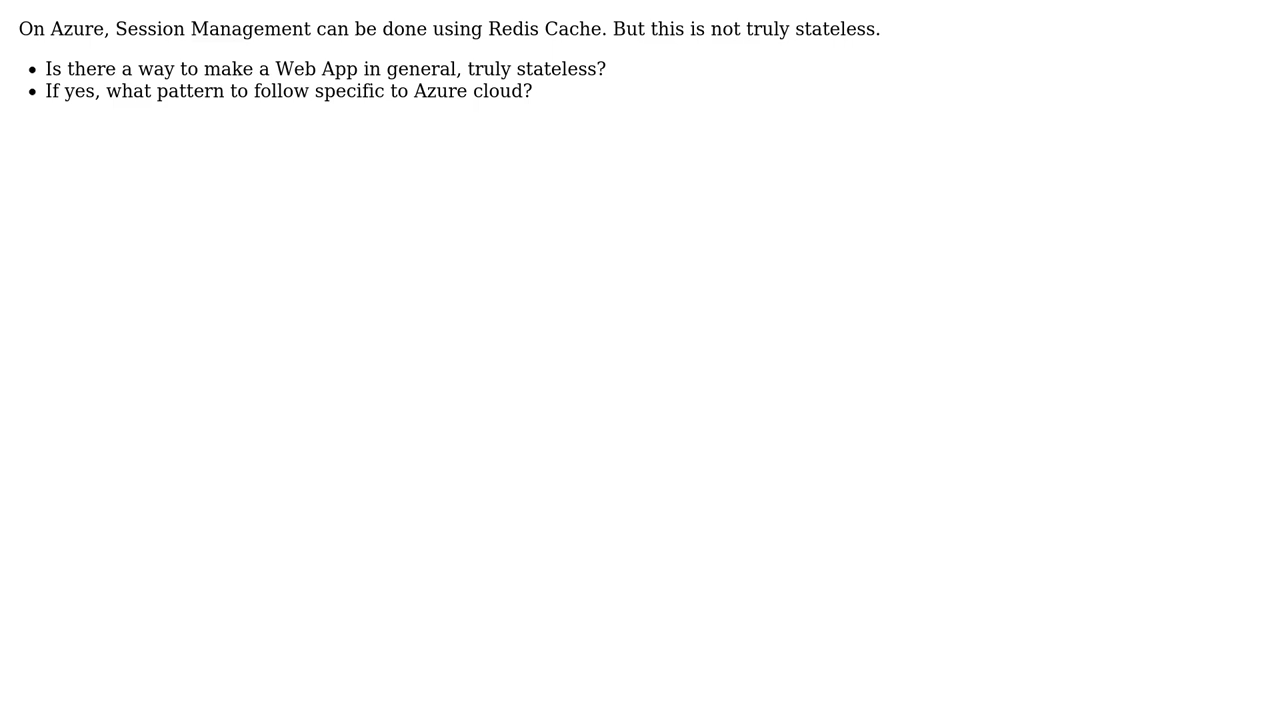 On Azure, Session Management can be done using Redis Cache. But this is not truly stateless.
• Is there a way to make a Web App in general, truly stateless?
• If yes, what pattern to follow specific to Azure cloud?